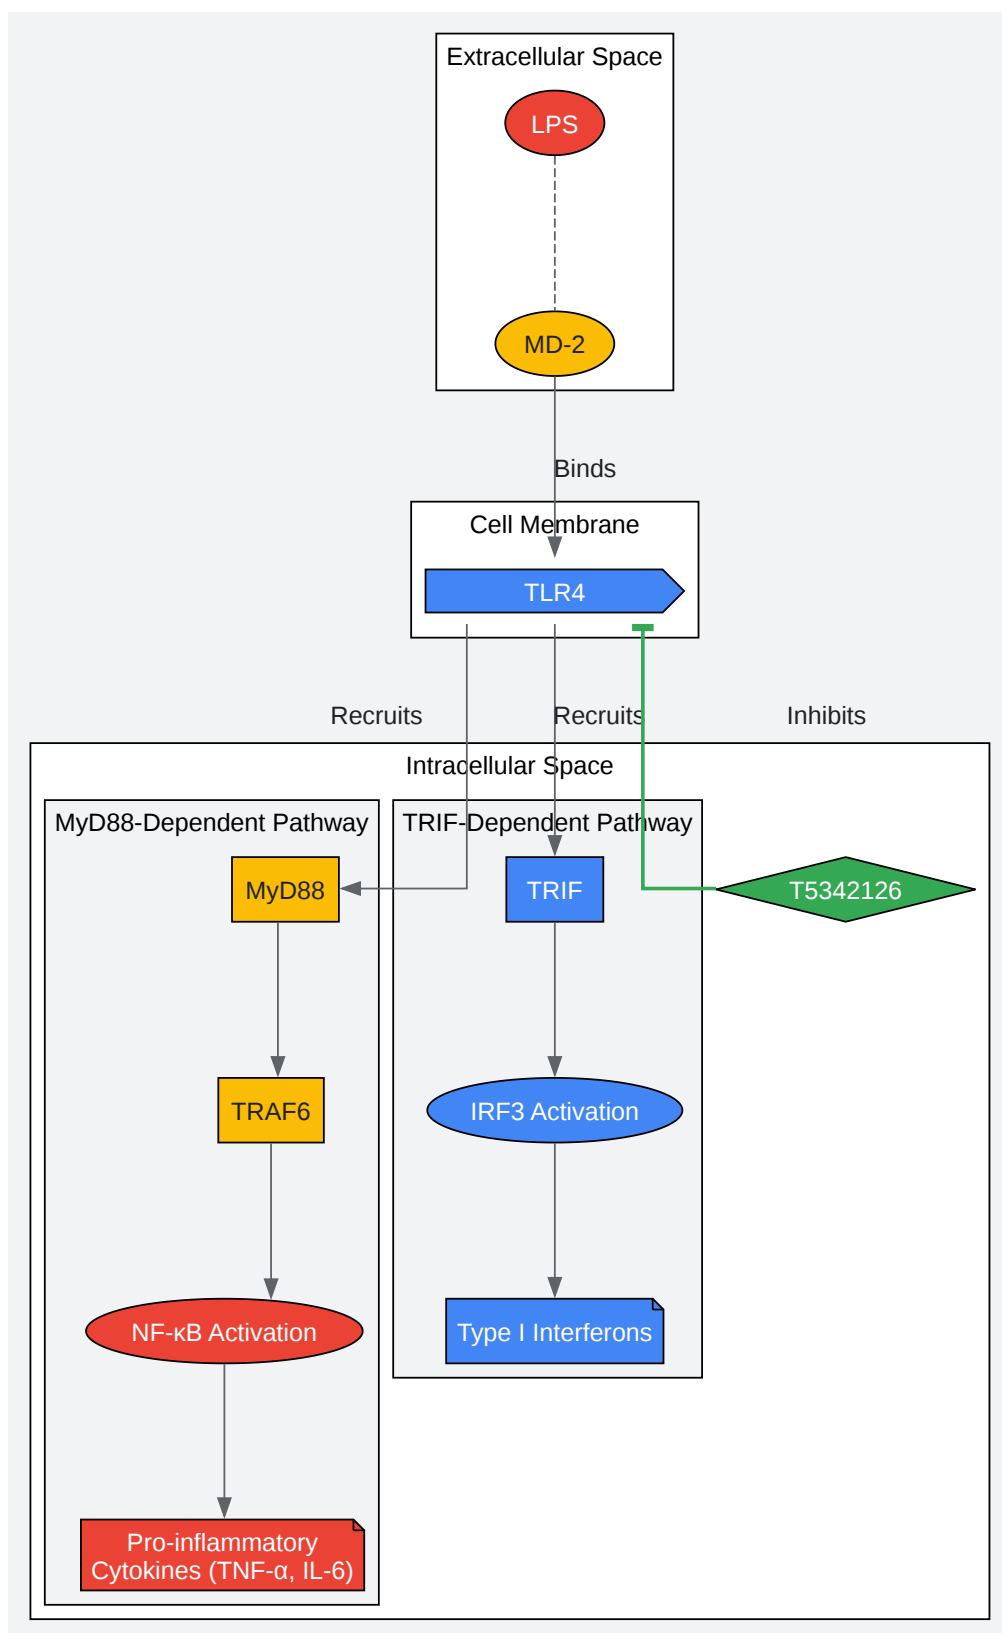 Extracellular Space
LPS
MD-2
Binds
Cell Membrane
TLR4
Recruits
Recruits
Inhibits
Intracellular Space
MyD88-Dependent Pathway
TRIF-Dependent Pathway
MyD88
TRIF
T5342126
TRAF6
IRF3 Activation
NF-κB Activation
Type I Interferons
Pro-inflammatory
Cytokines (TNF-α, IL-6)